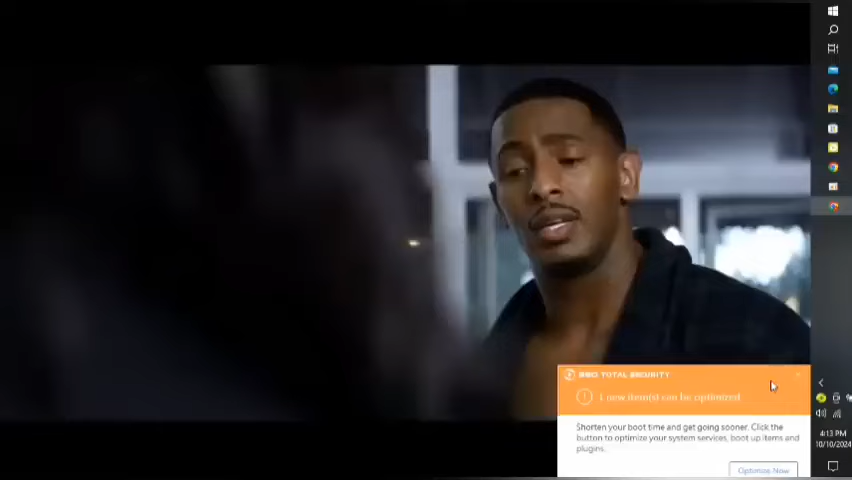 360 TOTAL SECURITY
1 new item(s) can be optimized
Shorten your boot time and get going sooner. Click the
button to optimize your system services, boot up items and
plugins.
Optimize Now
4:13 PM
10/10/2024